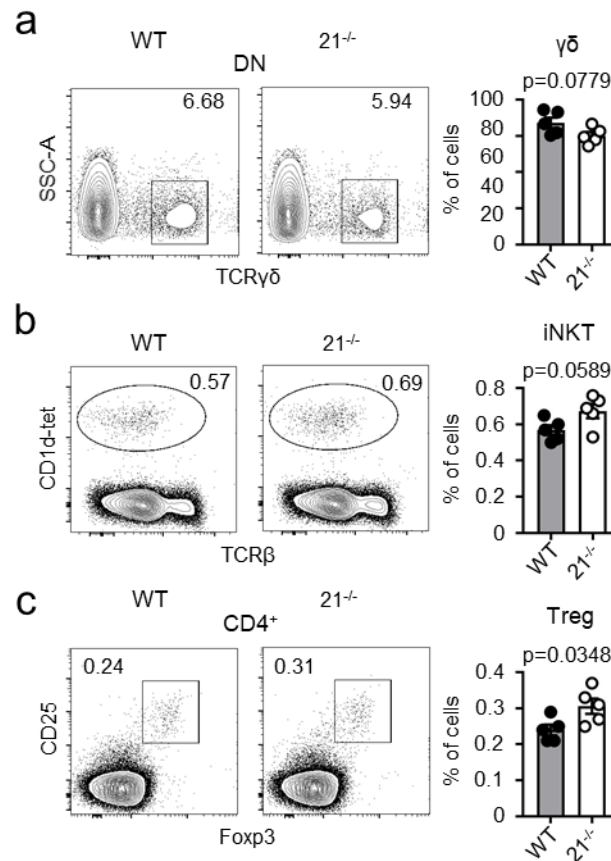 a
WT 21-/- γδ
DN
p=0.0779
6.68 5.94
SSC-A
TCRγδ
% of cells
100
80
60
80
20
0
WT 21-/-
b
WT 21-/- iNKT
p=0.0589
0.57 0.69
CD1d-tet
TCRβ
% of cells
0.8
0.6
0.4
0.2
0
WT 21-/-
c
WT 21-/- Treg
CD4+
p=0.0348
0.24 0.31
CD25
Foxp3
% of cells
0.4
0.3
0.2
0.1
0
WT 21-/-